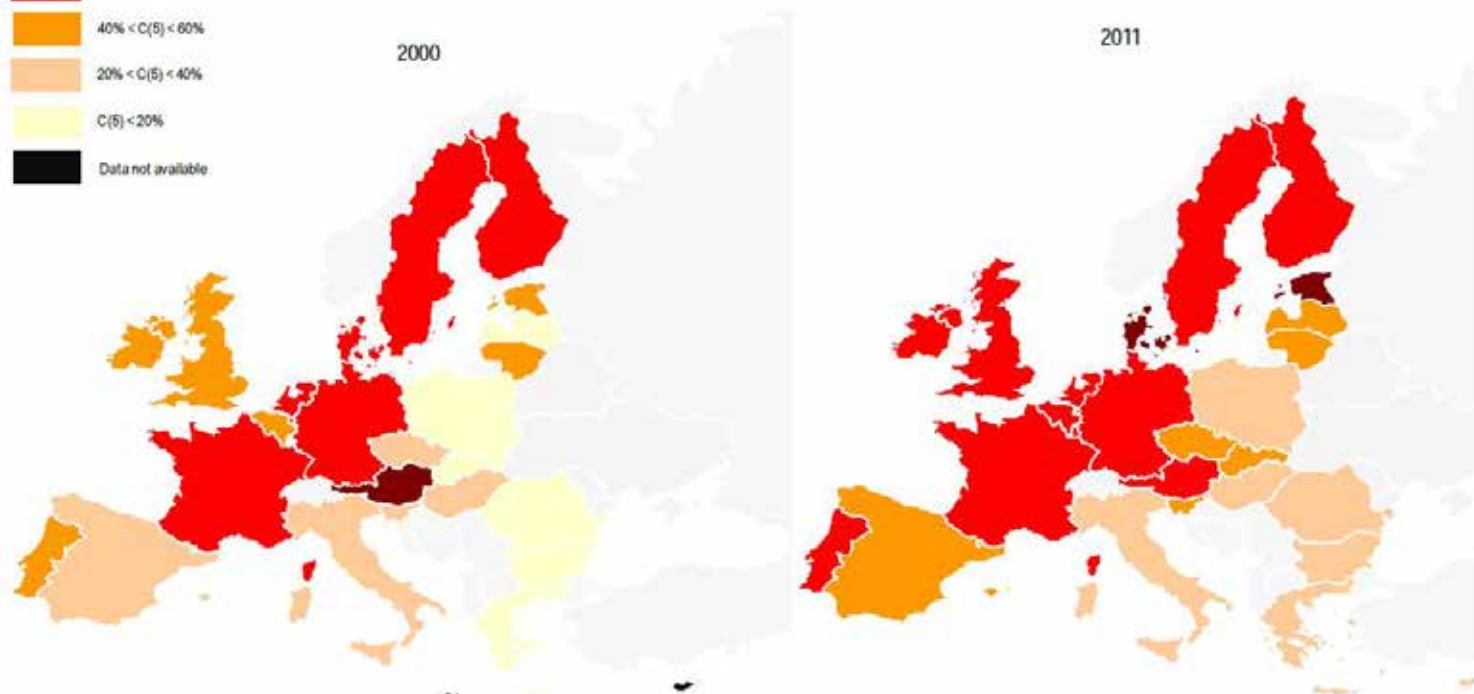 40% < C(5) < 60%
2000
2011
20% < C(5) < 40%
C(5) < 20%
Data not available